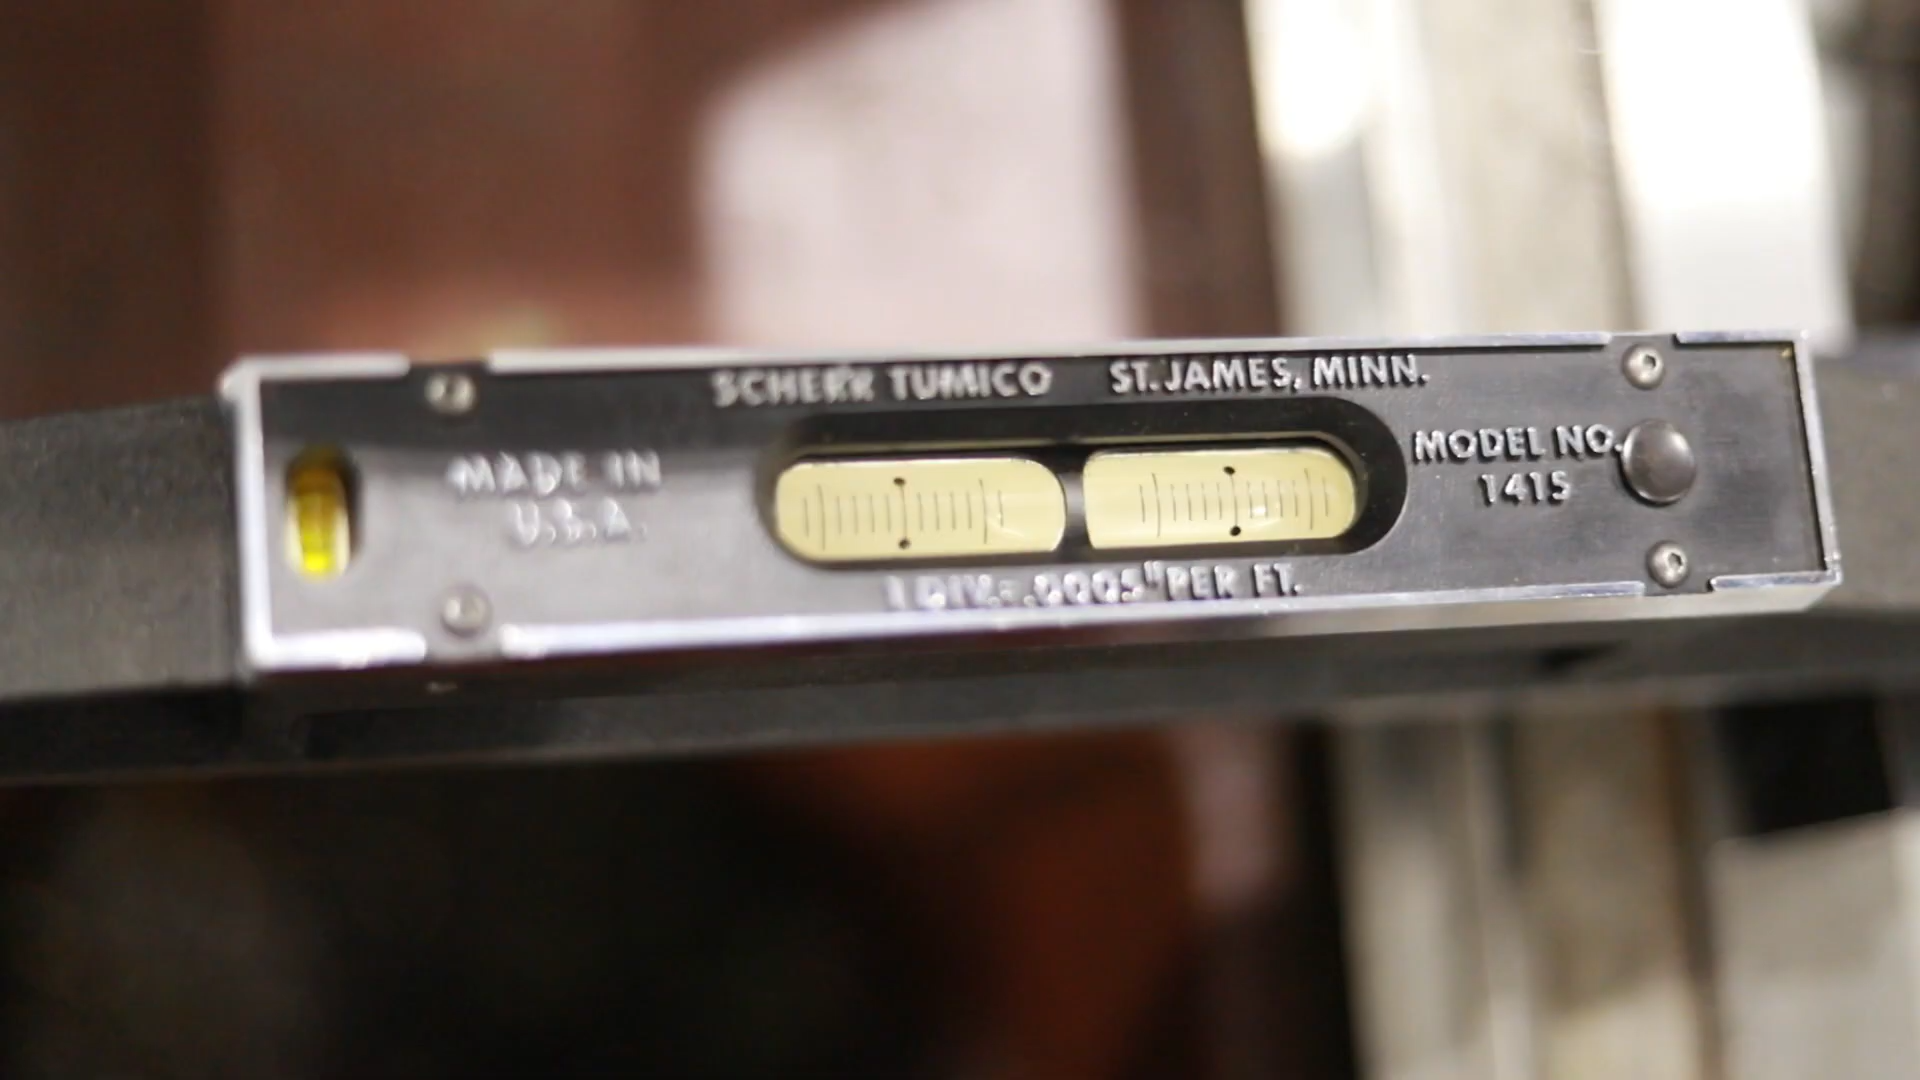 SCHERR TUMICO ST. JAMES, MINN.
MADE IN
U.S.A.
MODEL NO.
1415
1 DIV.= .0005" PER FT.